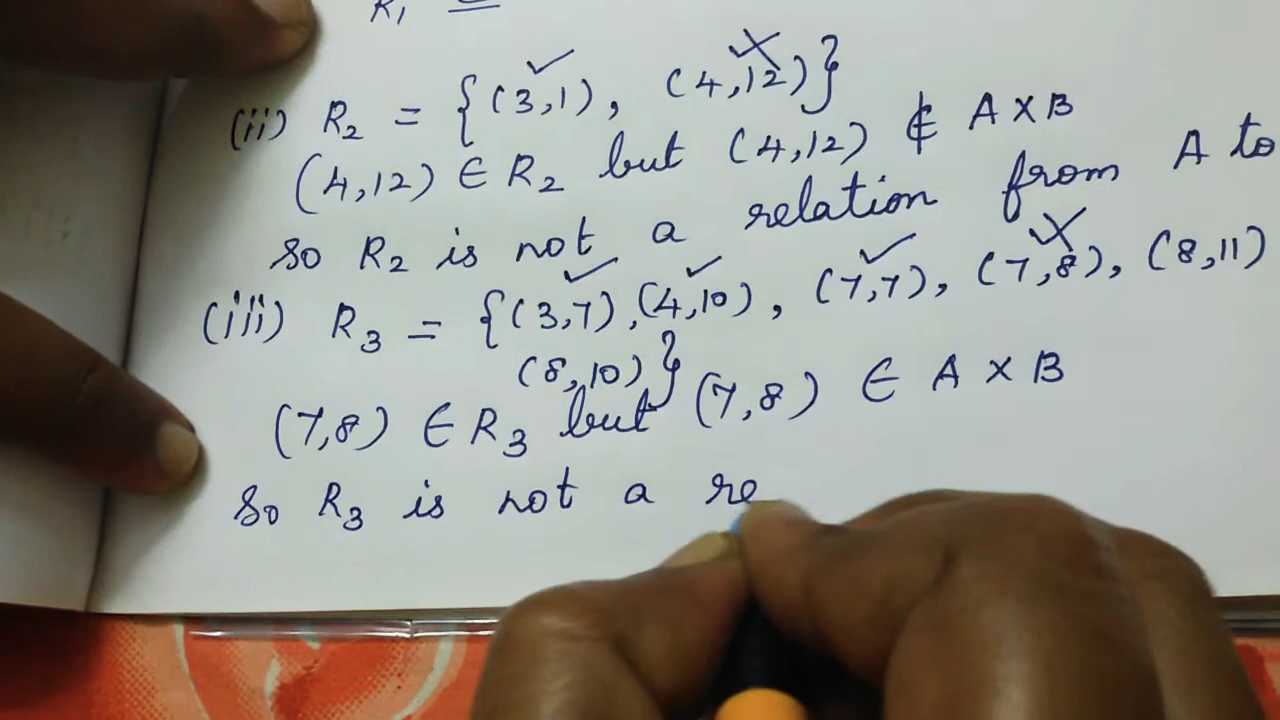 R₁ ⊆
(ii) R₂ = {(3,1), (4,12)}
(4,12) ∈ R₂ but (4,12) ∉ A × B
So R₂ is not a relation from A to
(iii) R₃ = {(3,7), (4,10), (7,7), (7,8), (8,11)
(8,10)}
(7,8) ∈ R₃ but (7,8) ∈ A × B
So R₃ is not a re